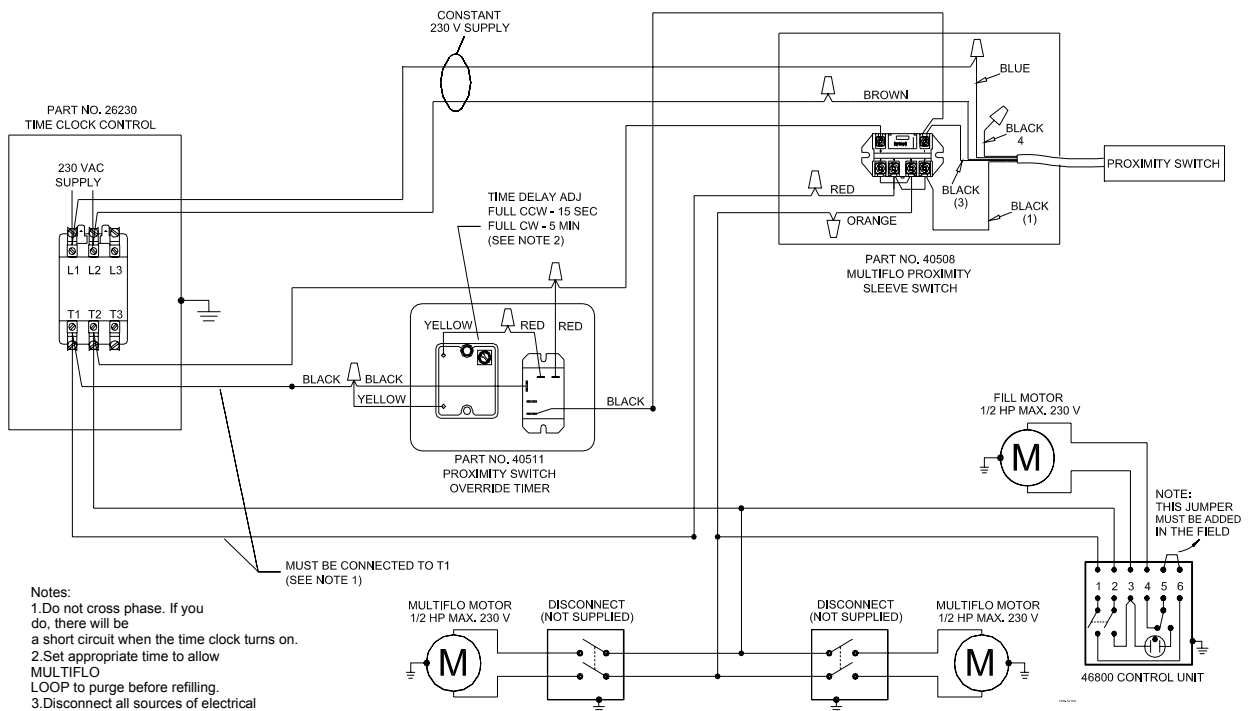 CONSTANT
230 V SUPPLY
PART NO. 26230
TIME CLOCK CONTROL
230 VAC
SUPPLY
L1 L2 L3
T1 T2 T3
BLUE
BROWN
BLACK
4
PROXIMITY SWITCH
BLACK
(3)
BLACK
(1)
RED
ORANGE
PART NO. 40508
MULTIFLO PROXIMITY
SLEEVE SWITCH
TIME DELAY ADJ
FULL CCW - 15 SEC
FULL CW - 5 MIN
(SEE NOTE 2)
YELLOW
RED
RED
BLACK
BLACK
YELLOW
BLACK
PART NO. 40511
PROXIMITY SWITCH
OVERRIDE TIMER
FILL MOTOR
1/2 HP MAX. 230 V
M
NOTE:
THIS JUMPER
MUST BE ADDED
IN THE FIELD
1 2 3 4 5 6
46800 CONTROL UNIT
MUST BE CONNECTED TO T1
(SEE NOTE 1)
MULTIFLO MOTOR
1/2 HP MAX. 230 V
M
DISCONNECT
(NOT SUPPLIED)
DISCONNECT
(NOT SUPPLIED)
MULTIFLO MOTOR
1/2 HP MAX. 230 V
M
Notes:
1.Do not cross phase. If you
do, there will be
a short circuit when the time clock turns on.
2.Set appropriate time to allow
MULTIFLO
LOOP to purge before refilling.
3.Disconnect all sources of electrical